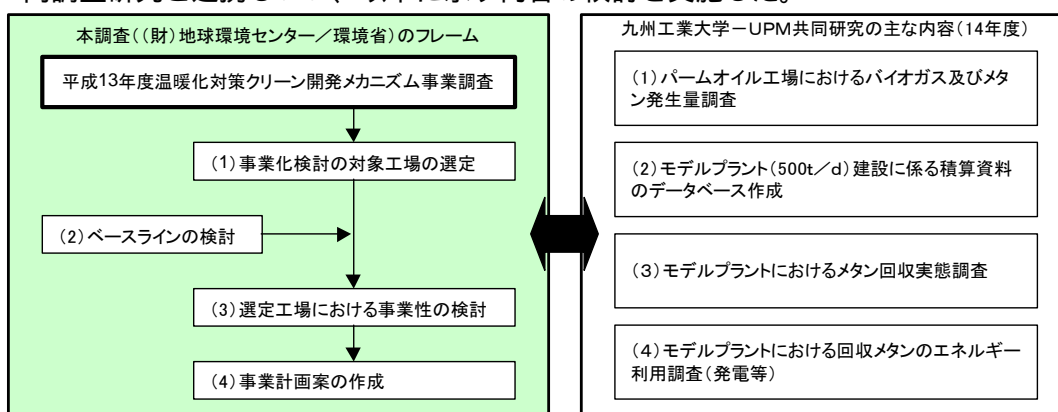 本調査((財)地球環境センター/環境省)のフレーム
平成13年度温暖化対策クリーン開発メカニズム事業調査
(1)事業化検討の対象工場の選定
(2)ベースラインの検討
(3)選定工場における事業性の検討
(4)事業計画案の作成
九州工業大学-UPM共同研究の主な内容(14年度)
(1)パームオイル工場におけるバイオガス及びメタ
ン発生量調査
(2)モデルプラント(500t/d)建設に係る積算資料
のデータベース作成
(3)モデルプラントにおけるメタン回収実態調査
(4)モデルプラントにおける回収メタンのエネルギー
利用調査(発電等)